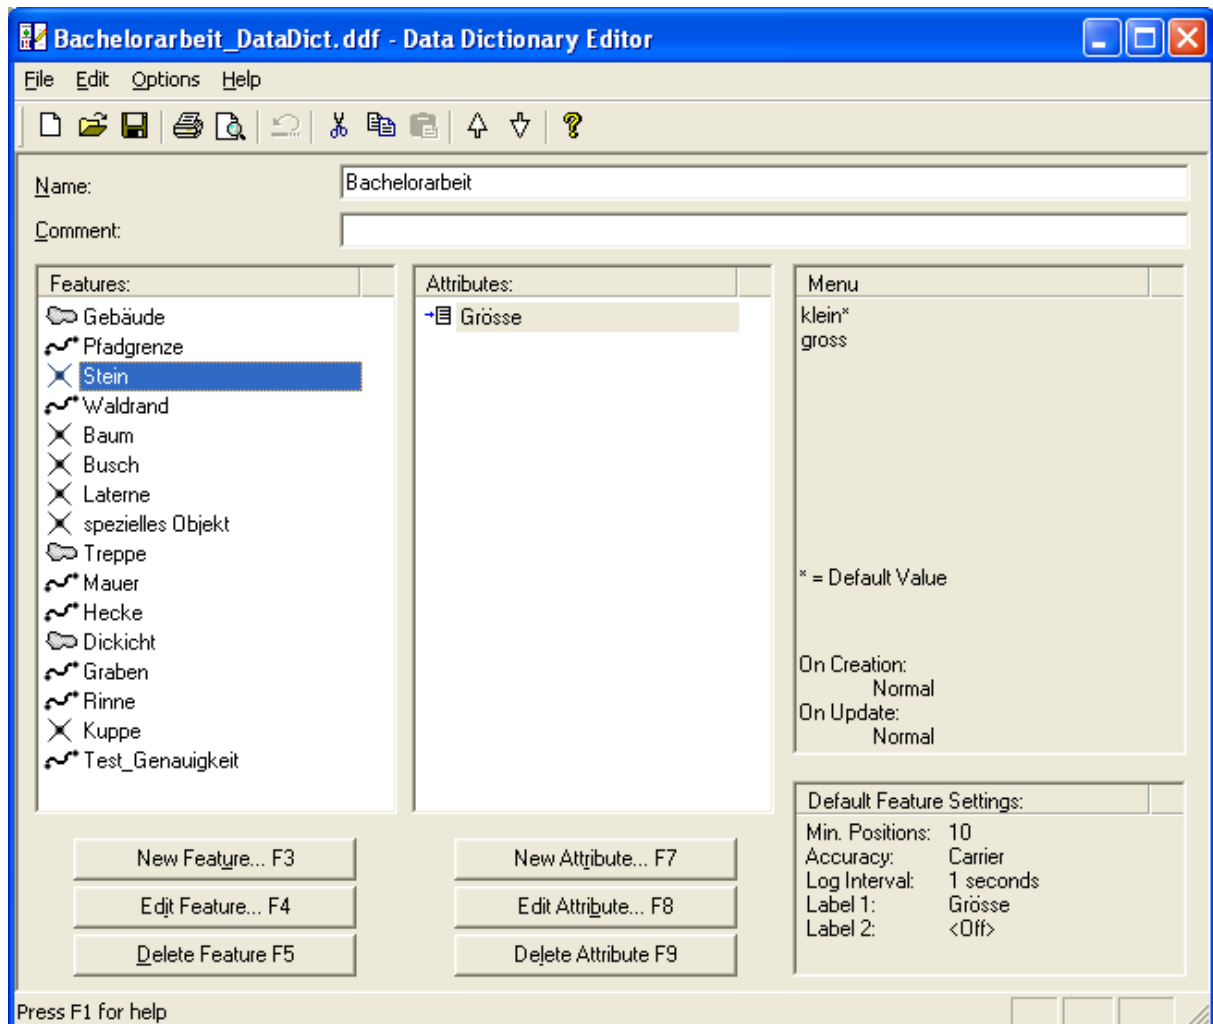 Bachelorarbeit_DataDict.ddf - Data Dictionary Editor
File Edit Options Help
Name: Bachelorarbeit
Comment:
Features:
Gebäude
Pfadgrenze
Stein
Waldrand
Baum
Busch
Laterne
spezielles Objekt
Treppe
Mauer
Hecke
Dickicht
Graben
Rinne
Kuppe
Test_Genauigkeit
New Feature... F3
Edit Feature... F4
Delete Feature F5
Attributes:
Grösse
New Attribute... F7
Edit Attribute... F8
Delete Attribute F9
Menu
klein*
gross
* = Default Value
On Creation:
Normal
On Update:
Normal
Default Feature Settings:
Min. Positions: 10
Accuracy: Carrier
Log Interval: 1 seconds
Label 1: Grösse
Label 2: <Off>
Press F1 for help